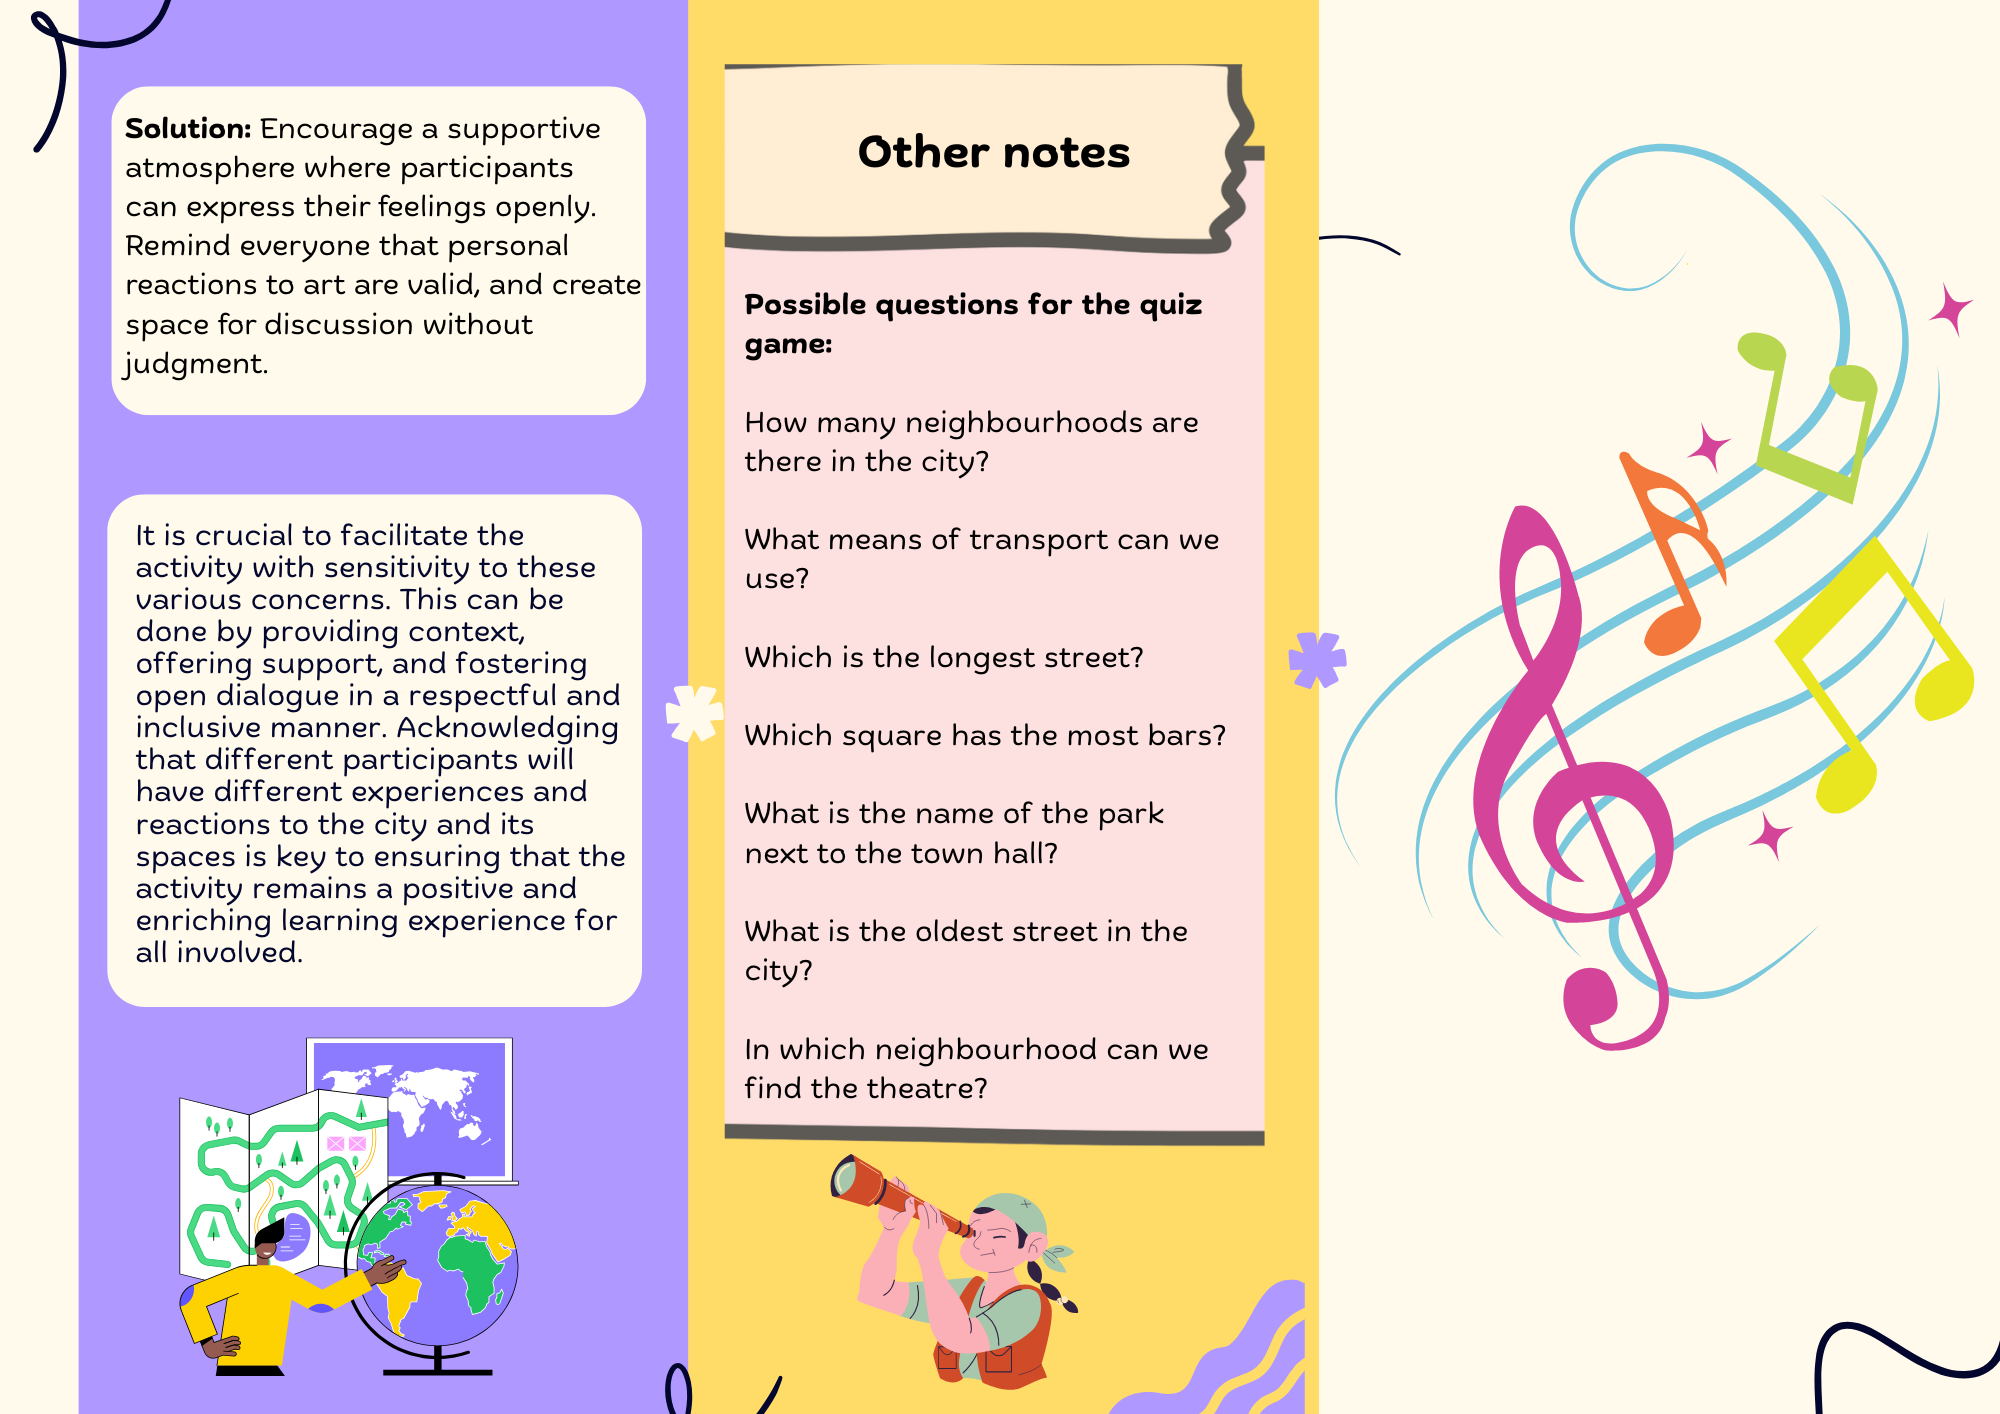 Solution: Encourage a supportive
atmosphere where participants
can express their feelings openly.
Remind everyone that personal
reactions to art are valid, and create
space for discussion without
judgment.
It is crucial to facilitate the
activity with sensitivity to these
various concerns. This can be
done by providing context,
offering support, and fostering
open dialogue in a respectful and
inclusive manner. Acknowledging
that different participants will
have different experiences and
reactions to the city and its
spaces is key to ensuring that the
activity remains a positive and
enriching learning experience for
all involved.
Other notes
Possible questions for the quiz
game:
How many neighbourhoods are
there in the city?
What means of transport can we
use?
Which is the longest street?
Which square has the most bars?
What is the name of the park
next to the town hall?
What is the oldest street in the
city?
In which neighbourhood can we
find the theatre?